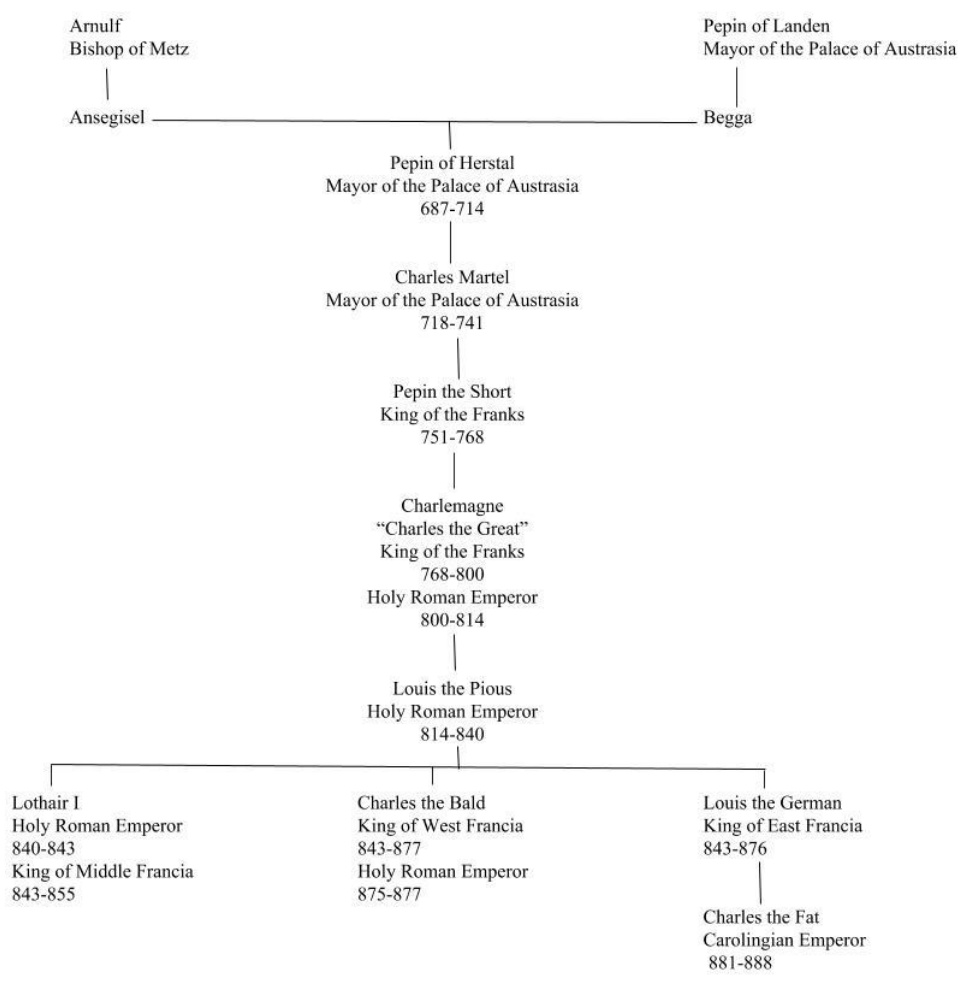 Arnulf
Bishop of Metz
Pepin of Landen
Mayor of the Palace of Austrasia
Ansegisel
Begga
Pepin of Herstal
Mayor of the Palace of Austrasia
687-714
Charles Martel
Mayor of the Palace of Austrasia
718-741
Pepin the Short
King of the Franks
751-768
Charlemagne
“Charles the Great”
King of the Franks
768-800
Holy Roman Emperor
800-814
Louis the Pious
Holy Roman Emperor
814-840
Lothair I
Holy Roman Emperor
840-843
King of Middle Francia
843-855
Charles the Bald
King of West Francia
843-877
Holy Roman Emperor
875-877
Louis the German
King of East Francia
843-876
Charles the Fat
Carolingian Emperor
881-888